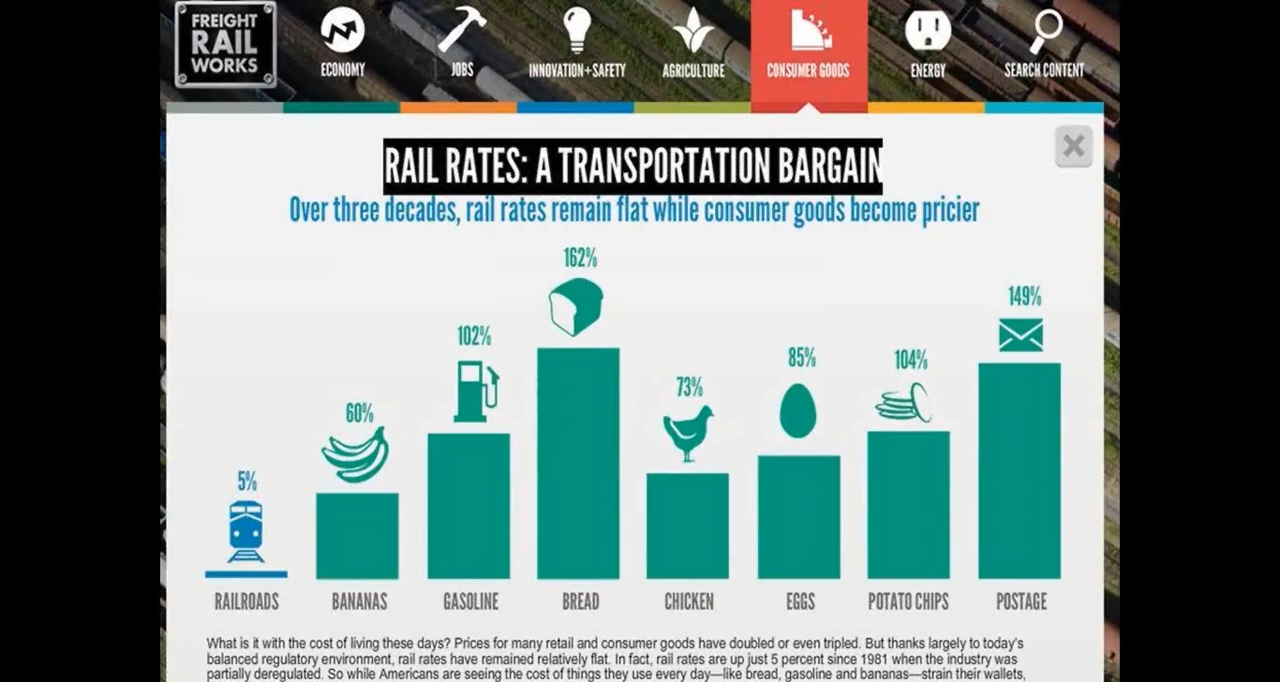 FREIGHT
RAIL
WORKS
ECONOMY
JOBS
INNOVATION+SAFETY
AGRICULTURE
CONSUMER GOODS
ENERGY
SEARCH CONTENT
RAIL RATES: A TRANSPORTATION BARGAIN
Over three decades, rail rates remain flat while consumer goods become pricier
5%
60%
102%
162%
73%
85%
104%
149%
RAILROADS
BANANAS
GASOLINE
BREAD
CHICKEN
EGGS
POTATO CHIPS
POSTAGE
What is it with the cost of living these days? Prices for many retail and consumer goods have doubled or even tripled. But thanks largely to today's
balanced regulatory environment, rail rates have remained relatively flat. In fact, rail rates are up just 5 percent since 1981 when the industry was
partially deregulated. So while Americans are seeing the cost of things they use every day—like bread, gasoline and bananas—strain their wallets,